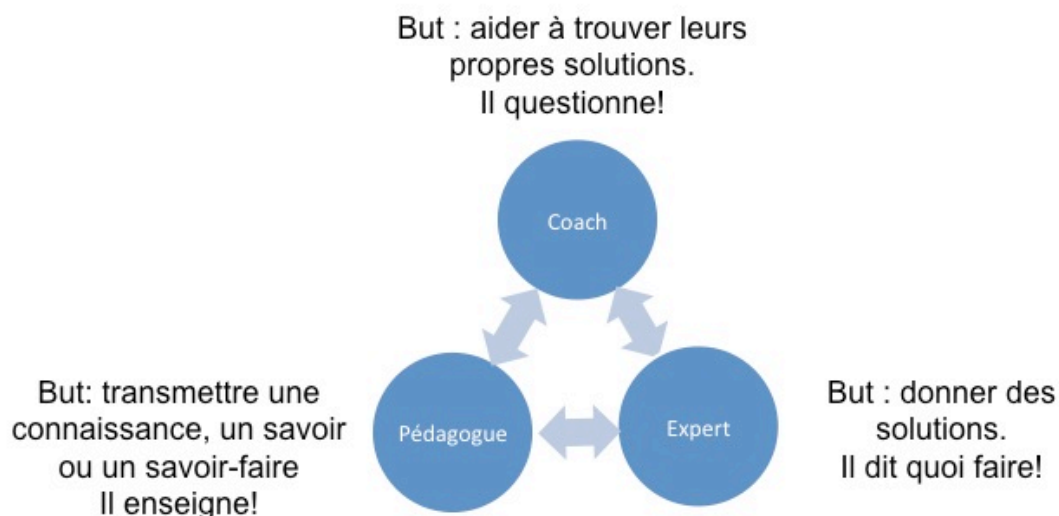 But : aider à trouver leurs
propres solutions.
Il questionne!
Coach
But: transmettre une
connaissance, un savoir
ou un savoir-faire
Il enseigne!
Pédagogue
Expert
But : donner des
solutions.
Il dit quoi faire!